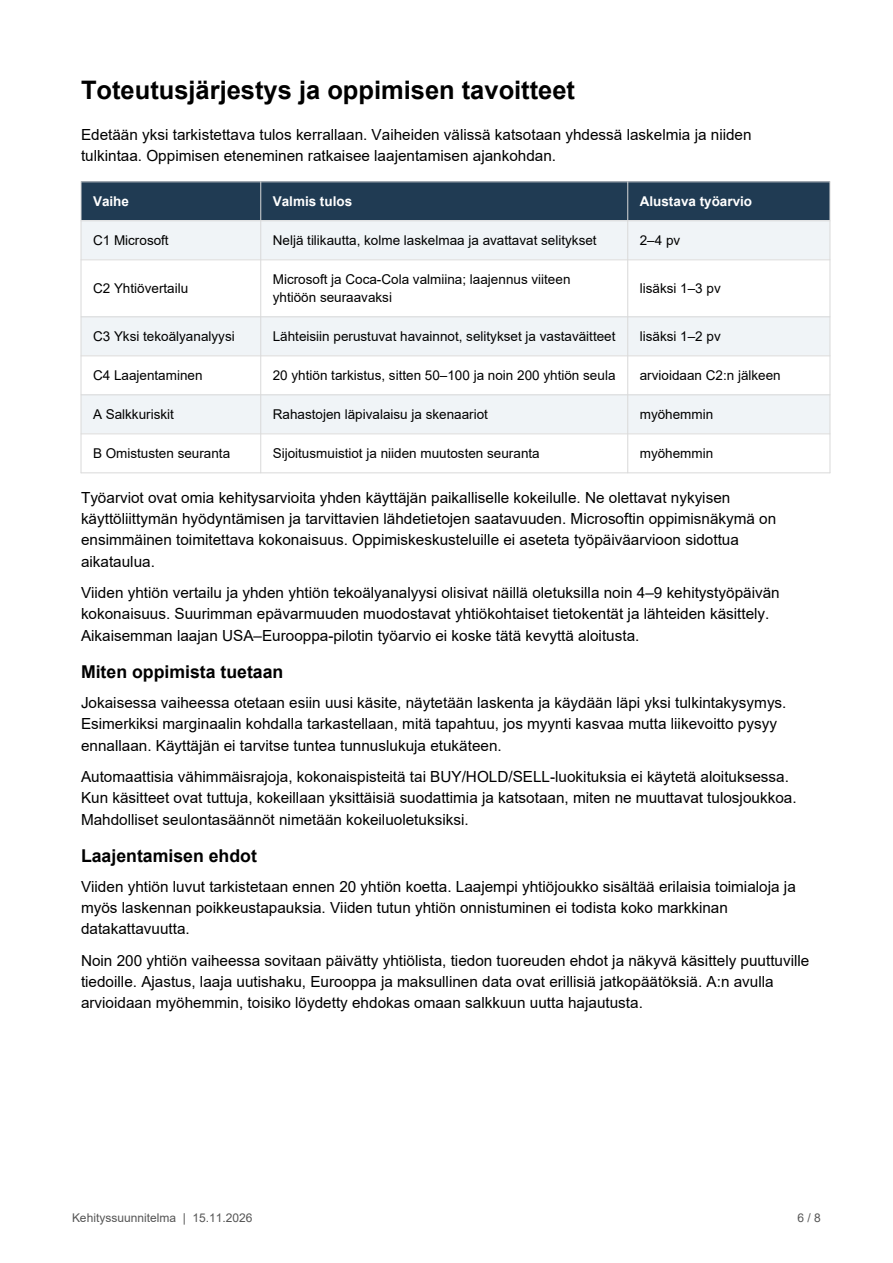 Toteutusjärjestys ja oppimisen tavoitteet
Edetään yksi tarkistettava tulos kerrallaan. Vaiheiden välissä katsotaan yhdessä laskelmia ja niiden
tulkintaa. Oppimisen eteneminen ratkaisee laajentamisen ajankohdan.
Vaihe Valmis tulos Alustava työarvio
C1 Microsoft Neljä tilikautta, kolme laskelmaa ja avattavat selitykset 2–4 pv
C2 Yhtiövertailu Microsoft ja Coca-Cola valmiina; laajennus viiteen
yhtiöön seuraavaksi lisäksi 1–3 pv
C3 Yksi tekoälyanalyysi Lähteisiin perustuvat havainnot, selitykset ja vastaväitteet lisäksi 1–2 pv
C4 Laajentaminen 20 yhtiön tarkistus, sitten 50–100 ja noin 200 yhtiön seula arvioidaan C2:n jälkeen
A Salkkuriskit Rahastojen läpivalaisu ja skenaariot myöhemmin
B Omistusten seuranta Sijoitusmuistiot ja niiden muutosten seuranta myöhemmin
Työarviot ovat omia kehitysarvioita yhden käyttäjän paikalliselle kokeilulle. Ne olettavat nykyisen
käyttöliittymän hyödyntämisen ja tarvittavien lähdetietojen saatavuuden. Microsoftin oppimisnäkymä on
ensimmäinen toimitettava kokonaisuus. Oppimiskeskusteluille ei aseteta työpäiväarvioon sidottua
aikataulua.
Viiden yhtiön vertailu ja yhden yhtiön tekoälyanalyysi olisivat näillä oletuksilla noin 4–9 kehitystyöpäivän
kokonaisuus. Suurimman epävarmuuden muodostavat yhtiökohtaiset tietokentät ja lähteiden käsittely.
Aikaisemman laajan USA–Eurooppa-pilotin työarvio ei koske tätä kevyttä aloitusta.
Miten oppimista tuetaan
Jokaisessa vaiheessa otetaan esiin uusi käsite, näytetään laskenta ja käydään läpi yksi tulkintakysymys.
Esimerkiksi marginaalin kohdalla tarkastellaan, mitä tapahtuu, jos myynti kasvaa mutta liikevoitto pysyy
ennallaan. Käyttäjän ei tarvitse tuntea tunnuslukuja etukäteen.
Automaattisia vähimmäisrajoja, kokonaispisteitä tai BUY/HOLD/SELL-luokituksia ei käytetä aloituksessa.
Kun käsitteet ovat tuttuja, kokeillaan yksittäisiä suodattimia ja katsotaan, miten ne muuttavat tulosjoukkoa.
Mahdolliset seulontasäännöt nimetään kokeiluoletuksiksi.
Laajentamisen ehdot
Viiden yhtiön luvut tarkistetaan ennen 20 yhtiön koetta. Laajempi yhtiöjoukko sisältää erilaisia toimialoja ja
myös laskennan poikkeustapauksia. Viiden tutun yhtiön onnistuminen ei todista koko markkinan
datakattavuutta.
Noin 200 yhtiön vaiheessa sovitaan päivätty yhtiölista, tiedon tuoreuden ehdot ja näkyvä käsittely puuttuville
tiedoille. Ajastus, laaja uutishaku, Eurooppa ja maksullinen data ovat erillisiä jatkopäätöksiä. A:n avulla
arvioidaan myöhemmin, toisiko löydetty ehdokas omaan salkkuun uutta hajautusta.
Kehityssuunnitelma | 15.11.2026 6 / 8